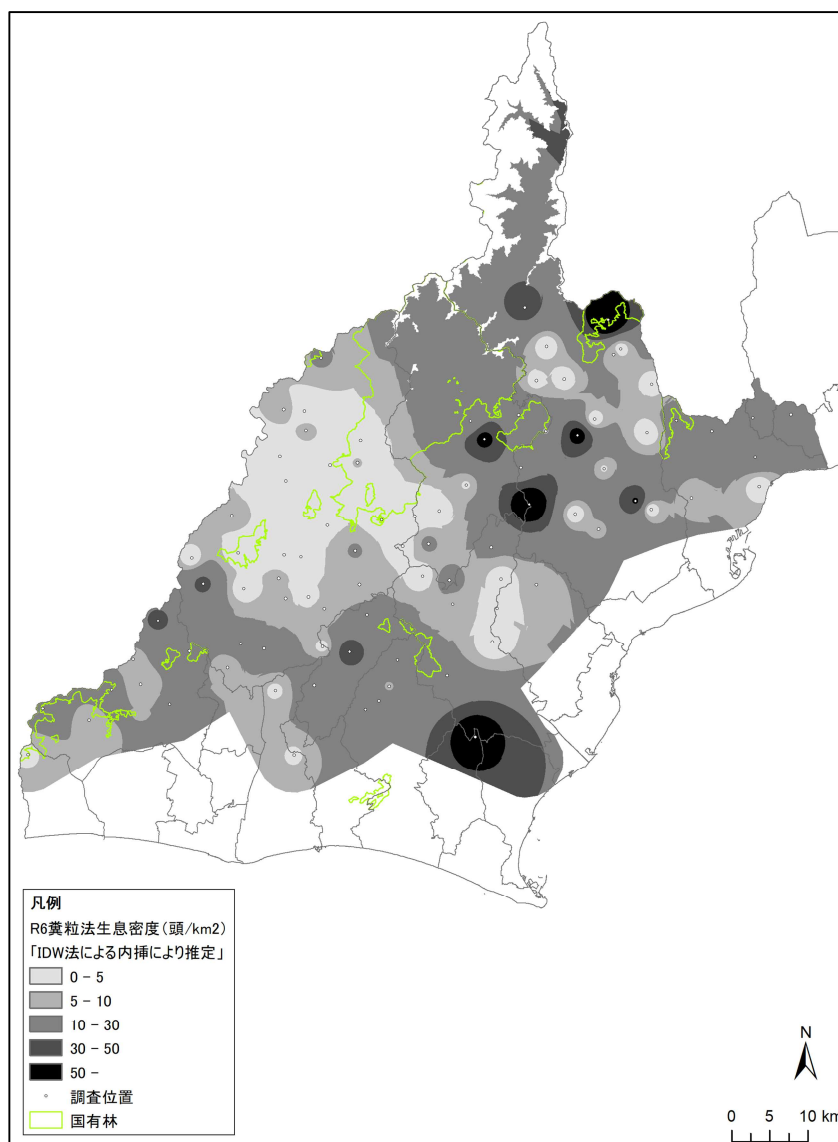 凡例
R6糞粒法生息密度(頭/km2)
「IDW法による内挿により推定」
0 - 5
5 - 10
10 - 30
30 - 50
50 -
調査位置
国有林
N
0 5 10 km